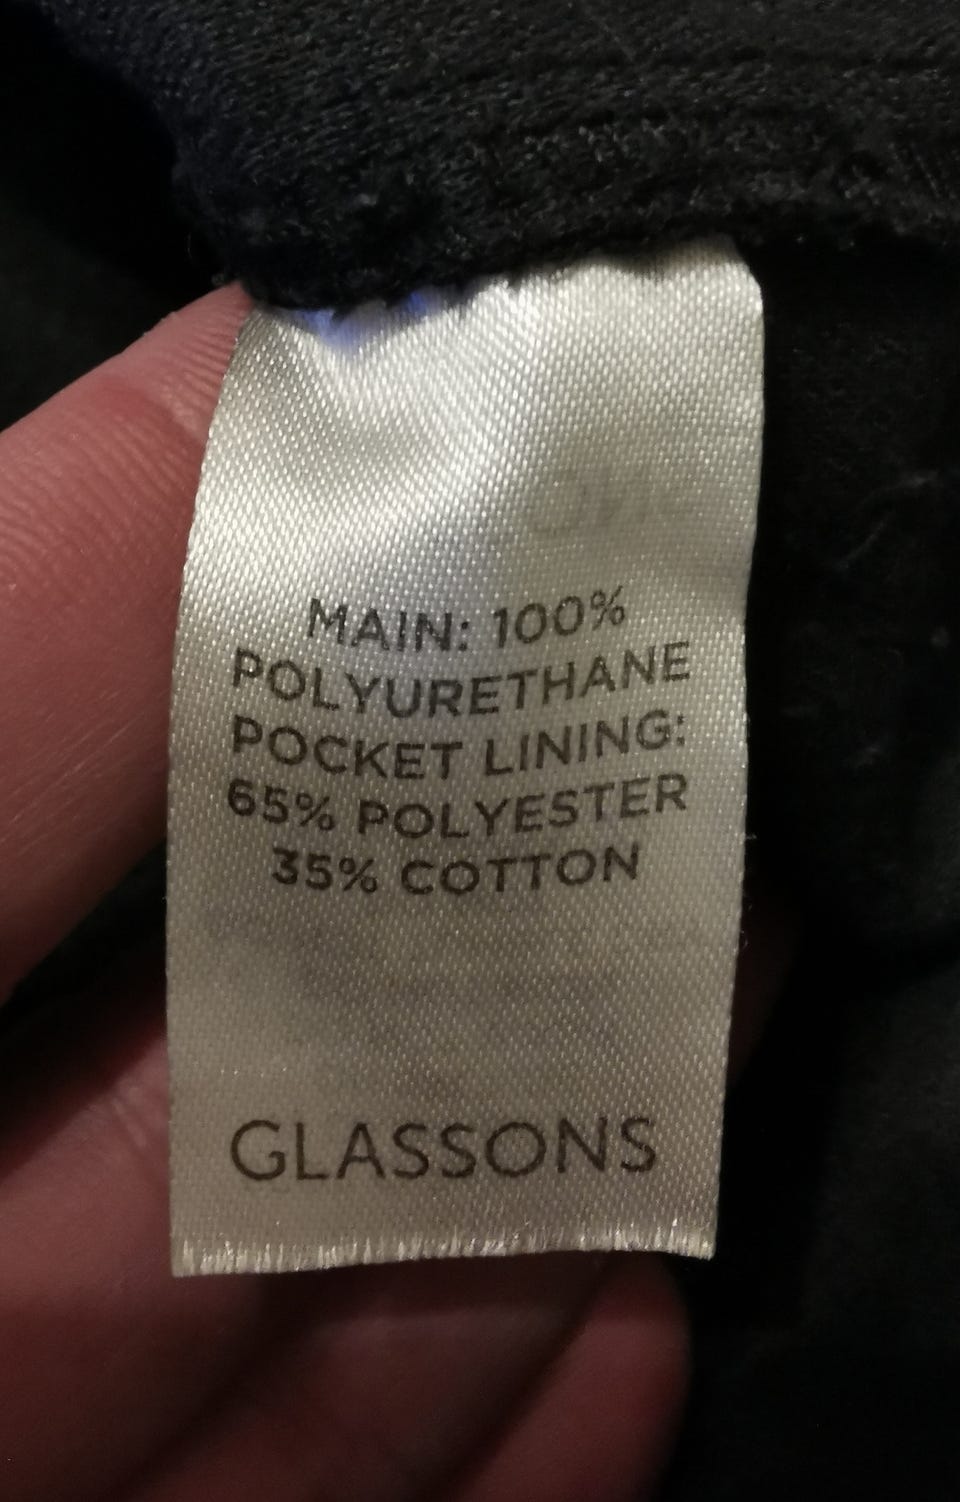 MAIN: 100%
POLYURETHANE
POCKET LINING:
65% POLYESTER
35% COTTON
GLASSONS